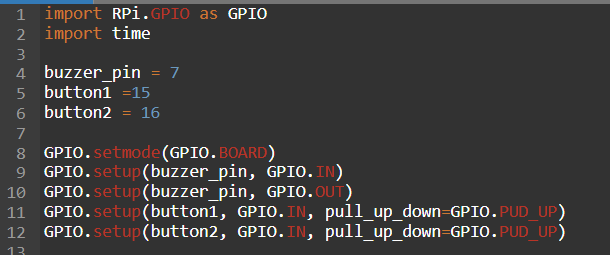 1 import RPi.GPIO as GPIO
2 import time
3
4 buzzer_pin = 7
5 button1 =15
6 button2 = 16
7
8 GPIO.setmode(GPIO.BOARD)
9 GPIO.setup(buzzer_pin, GPIO.IN)
10 GPIO.setup(buzzer_pin, GPIO.OUT)
11 GPIO.setup(button1, GPIO.IN, pull_up_down=GPIO.PUD_UP)
12 GPIO.setup(button2, GPIO.IN, pull_up_down=GPIO.PUD_UP)
13